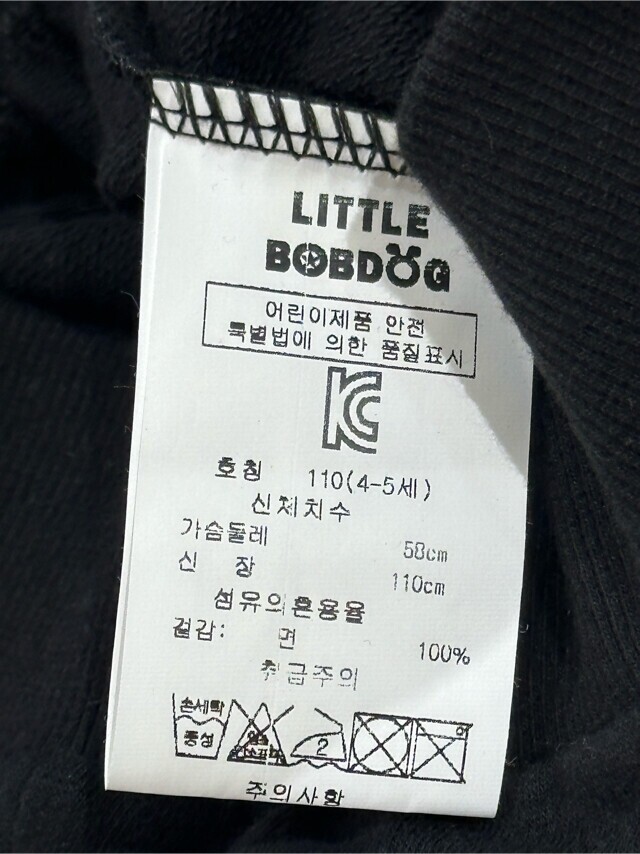 LITTLE
BOBDOG
어린이제품 안전
특별법에 의한 품질표시
KC
호칭 110(4-5세)
신체치수
가슴둘레 58cm
신 장 110cm
섬유의혼용율
겉감: 면 100%
취급주의
손세탁
중성
2
주의사항